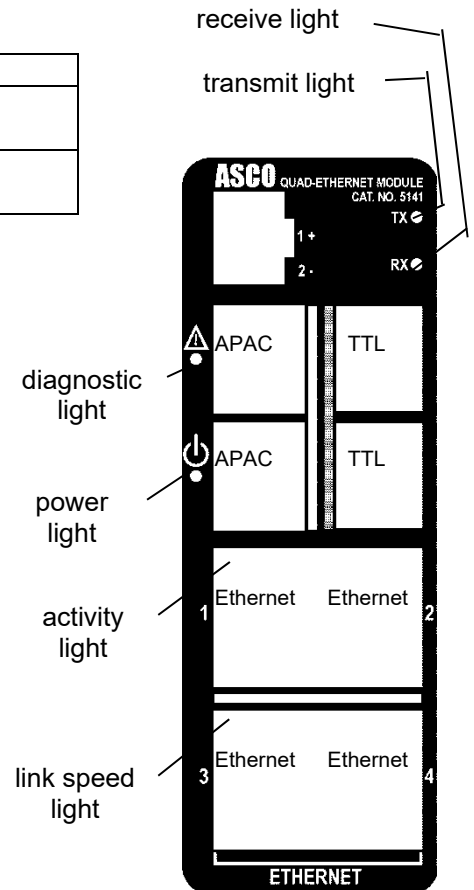 receive light
transmit light
ASCO QUAD-ETHERNET MODULE
CAT. NO. 5141
TX
1 +
2 -
RX
APAC TTL
diagnostic
light
APAC TTL
power
light
Ethernet Ethernet
1 2
activity
light
Ethernet Ethernet
3 4
link speed
light
ETHERNET